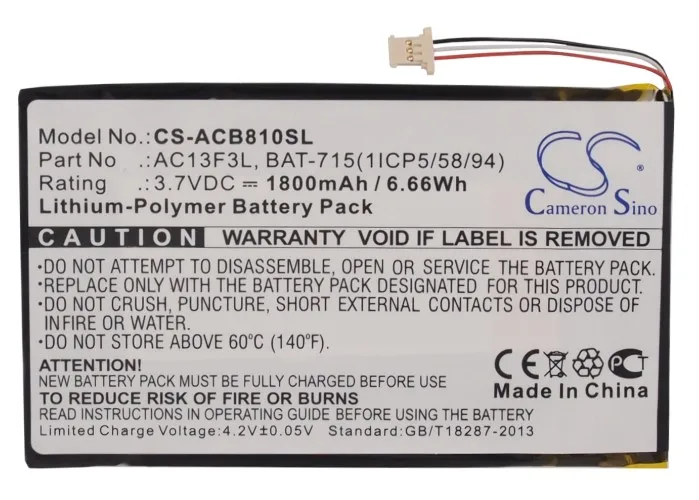 Model No.: CS-ACB810SL
Part No : AC13F3L, BAT-715(1ICP5/58/94)
Rating : 3.7VDC ⎓ 1800mAh / 6.66Wh
Lithium-Polymer Battery Pack
CS
Cameron Sino
CAUTION WARRANTY VOID IF LABEL IS REMOVED
•DO NOT ATTEMPT TO DISASSEMBLE, OPEN OR SERVICE BATTERY PACK.
•REPLACE WITH EXACT BATTERY TYPE DESIGNATED FOR THIS PRODUCT.
•DO NOT CRUSH, PUNCTURE, SHORT EXTERNAL CONTACTS OR DISPOSE OF
IN FIRE OR WATER.
•DO NOT STORE ABOVE 60°C (140°F).
ATTENTION!
NEW BATTERY PACK MUST BE FULLY CHARGED BEFORE USE.
TO REDUCE RISK OF FIRE OR BURNS
READ INSTRUCTIONS IN OPERATING GUIDE BEFORE USING BATTERY.
Limited Charge Voltage:4.2V±0.05V Standard:GB/T18287-2013
CE PCT
Made In China